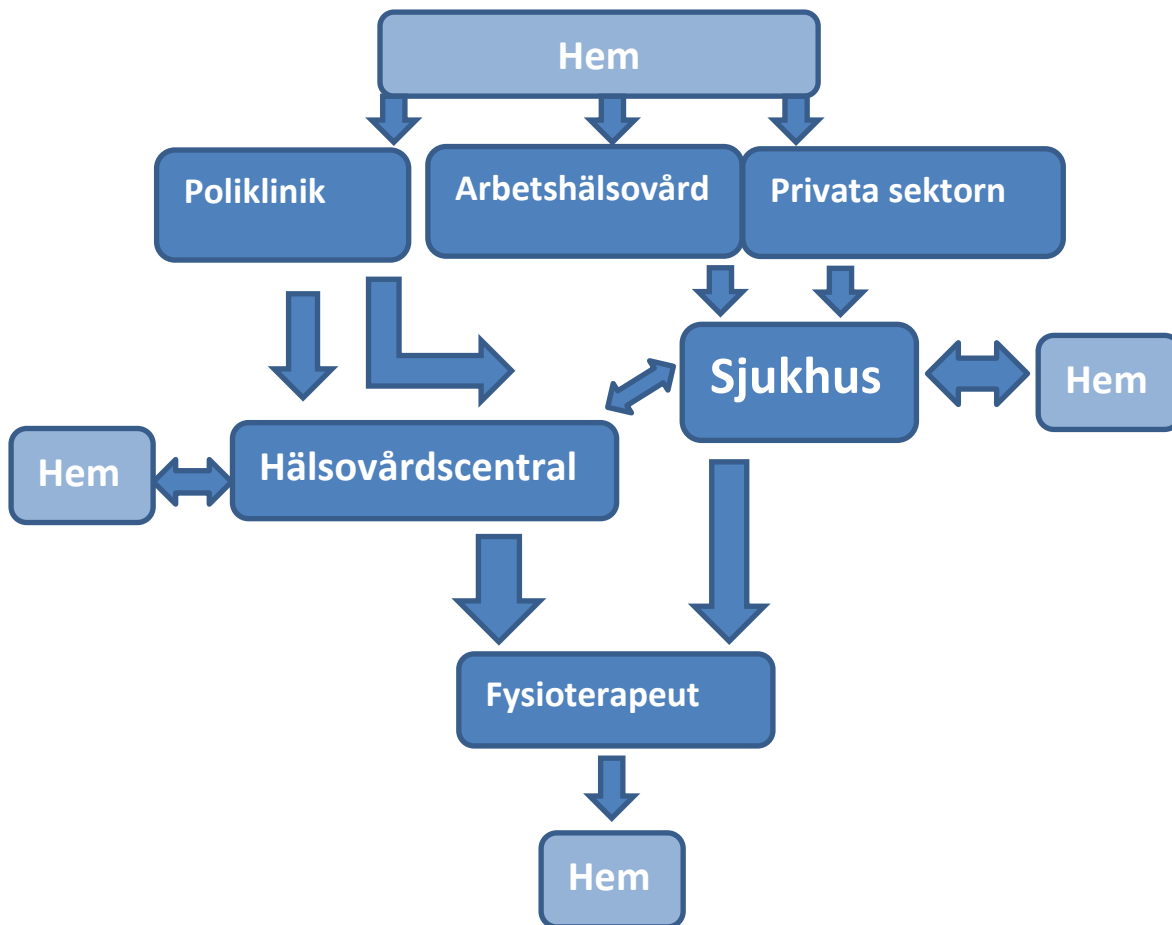 Hem
Poliklinik
Arbetshälsovård
Privata sektorn
Sjukhus
Hem
Hem
Hälsovårdscentral
Fysioterapeut
Hem